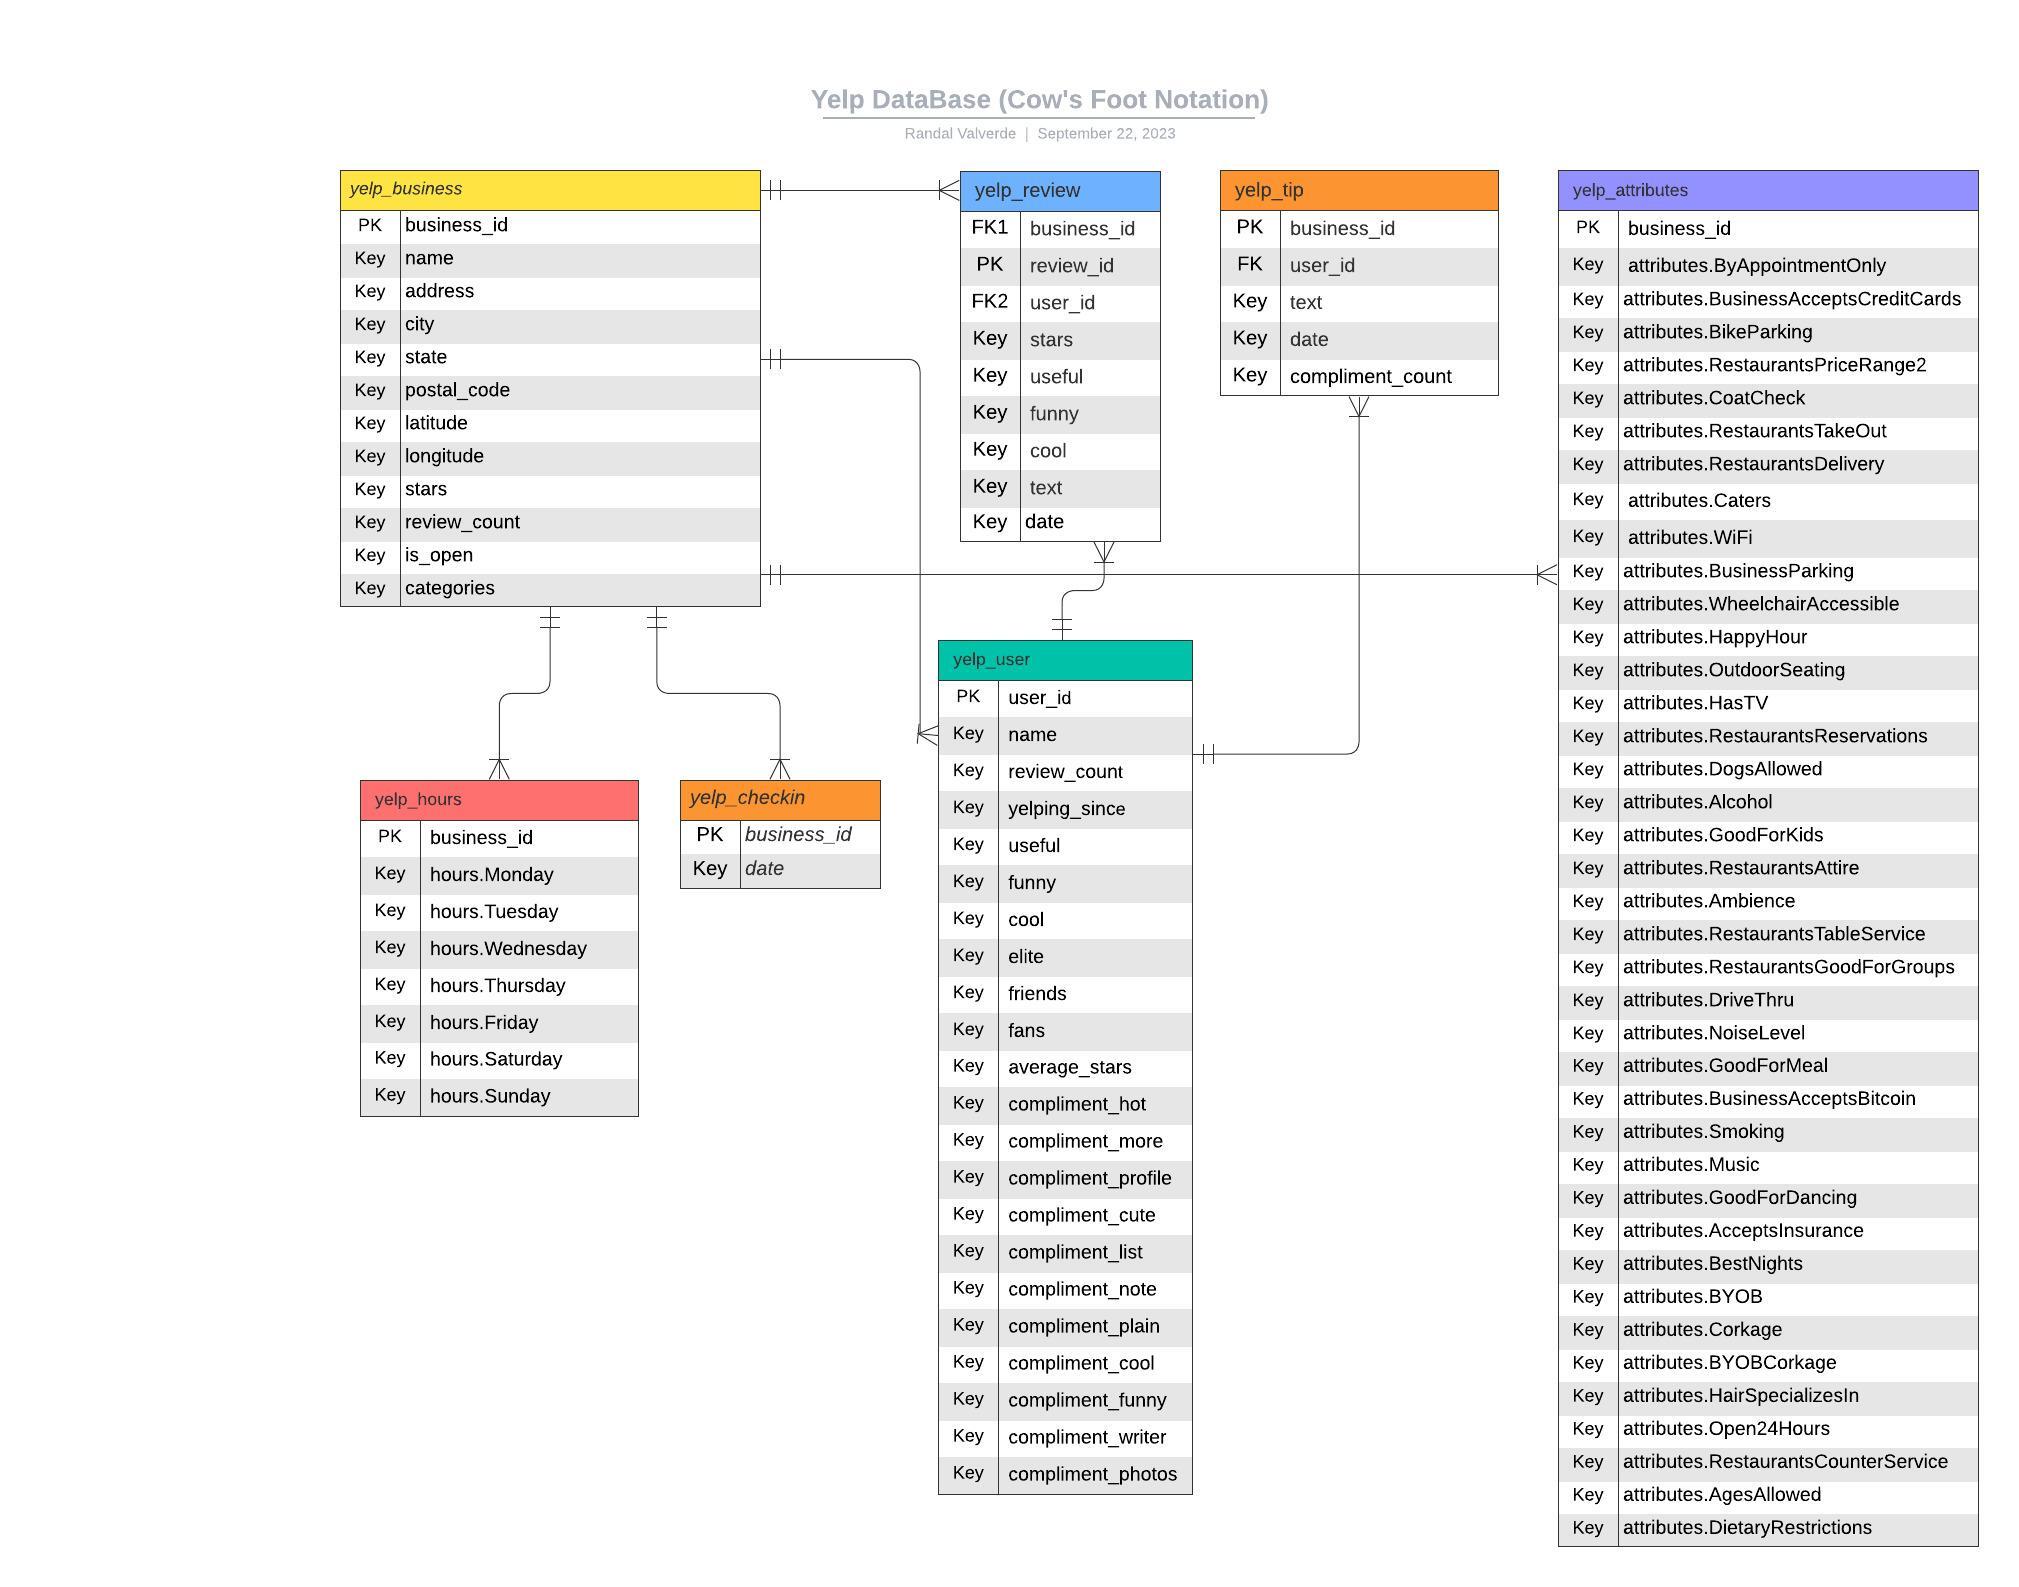 Yelp DataBase (Cow's Foot Notation)
Randal Valverde | September 22, 2023
yelp_business
PK business_id
Key name
Key address
Key city
Key state
Key postal_code
Key latitude
Key longitude
Key stars
Key review_count
Key is_open
Key categories
yelp_review
FK1 business_id
PK review_id
FK2 user_id
Key stars
Key useful
Key funny
Key cool
Key text
Key date
yelp_tip
PK business_id
FK user_id
Key text
Key date
Key compliment_count
yelp_attributes
PK business_id
Key attributes.ByAppointmentOnly
Key attributes.BusinessAcceptsCreditCards
Key attributes.BikeParking
Key attributes.RestaurantsPriceRange2
Key attributes.CoatCheck
Key attributes.RestaurantsTakeOut
Key attributes.RestaurantsDelivery
Key attributes.Caters
Key attributes.WiFi
Key attributes.BusinessParking
Key attributes.WheelchairAccessible
Key attributes.HappyHour
Key attributes.OutdoorSeating
Key attributes.HasTV
Key attributes.RestaurantsReservations
Key attributes.DogsAllowed
Key attributes.Alcohol
Key attributes.GoodForKids
Key attributes.RestaurantsAttire
Key attributes.Ambience
Key attributes.RestaurantsTableService
Key attributes.RestaurantsGoodForGroups
Key attributes.DriveThru
Key attributes.NoiseLevel
Key attributes.GoodForMeal
Key attributes.BusinessAcceptsBitcoin
Key attributes.Smoking
Key attributes.Music
Key attributes.GoodForDancing
Key attributes.AcceptsInsurance
Key attributes.BestNights
Key attributes.BYOB
Key attributes.Corkage
Key attributes.BYOBCorkage
Key attributes.HairSpecializesIn
Key attributes.Open24Hours
Key attributes.RestaurantsCounterService
Key attributes.AgesAllowed
Key attributes.DietaryRestrictions
yelp_user
PK user_id
Key name
Key review_count
Key yelping_since
Key useful
Key funny
Key cool
Key elite
Key friends
Key fans
Key average_stars
Key compliment_hot
Key compliment_more
Key compliment_profile
Key compliment_cute
Key compliment_list
Key compliment_note
Key compliment_plain
Key compliment_cool
Key compliment_funny
Key compliment_writer
Key compliment_photos
yelp_hours
PK business_id
Key hours.Monday
Key hours.Tuesday
Key hours.Wednesday
Key hours.Thursday
Key hours.Friday
Key hours.Saturday
Key hours.Sunday
yelp_checkin
PK business_id
Key date